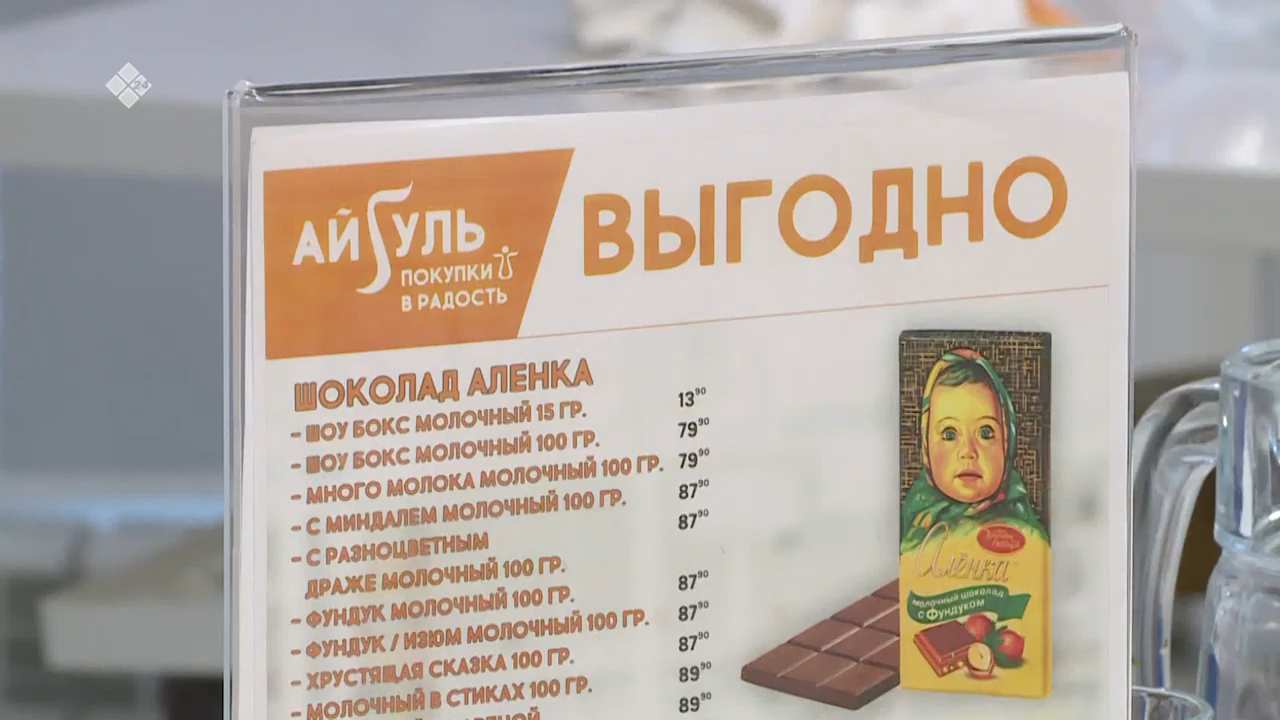 24
АЙГУЛЬ
ПОКУПКИ
В РАДОСТЬ
ВЫГОДНО
ШОКОЛАД АЛЕНКА
- ШОУ БОКС МОЛОЧНЫЙ 15 ГР. 13⁹⁰
- ШОУ БОКС МОЛОЧНЫЙ 100 ГР. 79⁹⁰
- МНОГО МОЛОКА МОЛОЧНЫЙ 100 ГР. 79⁹⁰
- С МИНДАЛЕМ МОЛОЧНЫЙ 100 ГР. 87⁹⁰
- С РАЗНОЦВЕТНЫМ 87⁹⁰
ДРАЖЕ МОЛОЧНЫЙ 100 ГР.
- ФУНДУК МОЛОЧНЫЙ 100 ГР. 87⁹⁰
- ФУНДУК / ИЗЮМ МОЛОЧНЫЙ 100 ГР. 87⁹⁰
- ХРУСТЯЩАЯ СКАЗКА 100 ГР. 87⁹⁰
- МОЛОЧНЫЙ В СТИКАХ 100 ГР. 89⁹⁰
89⁹⁰
Алёнка
молочный шоколад
с Фундуком